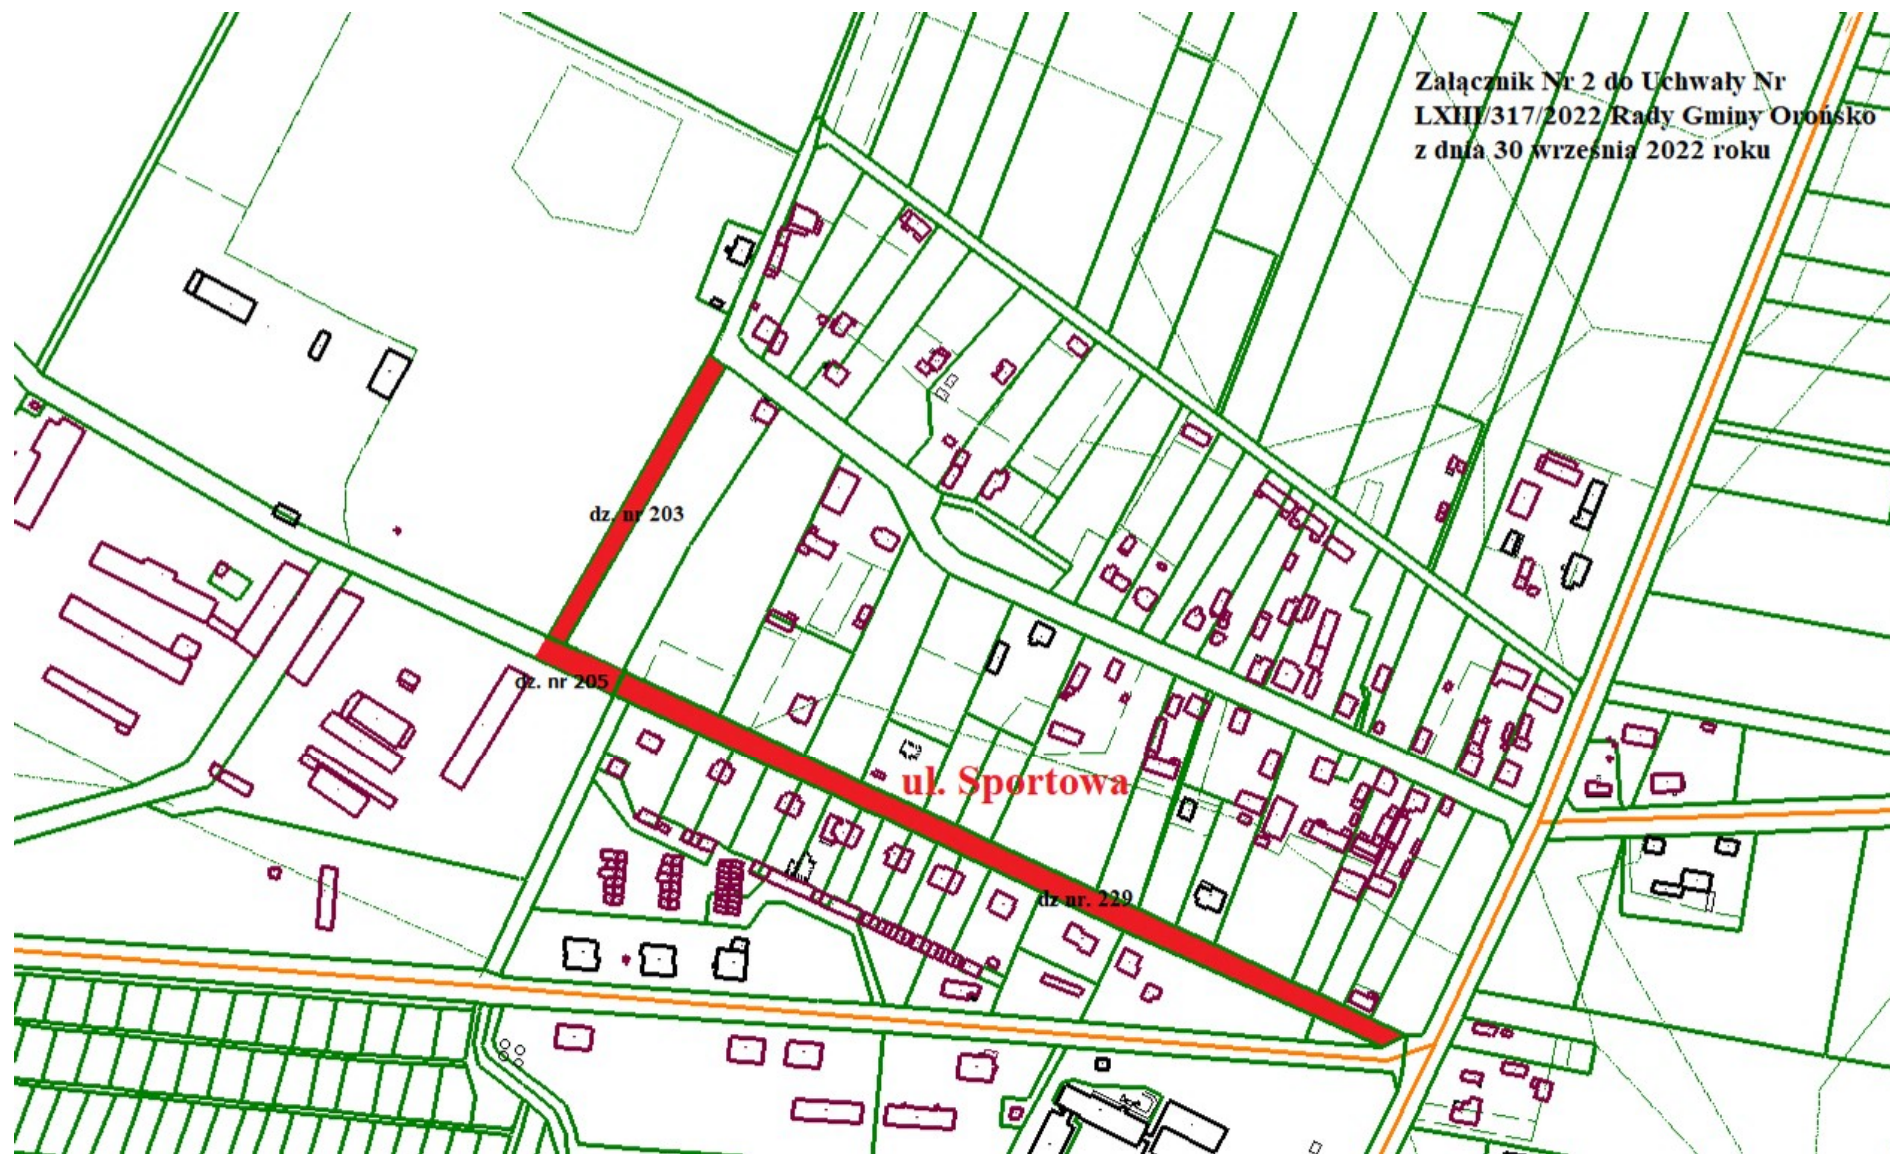 Załącznik Nr 2 do Uchwały Nr
LXIII/317/2022 Rady Gminy Orońsko
z dnia 30 września 2022 roku
dz. nr 203
dz. nr 205
ul. Sportowa
dz nr. 229